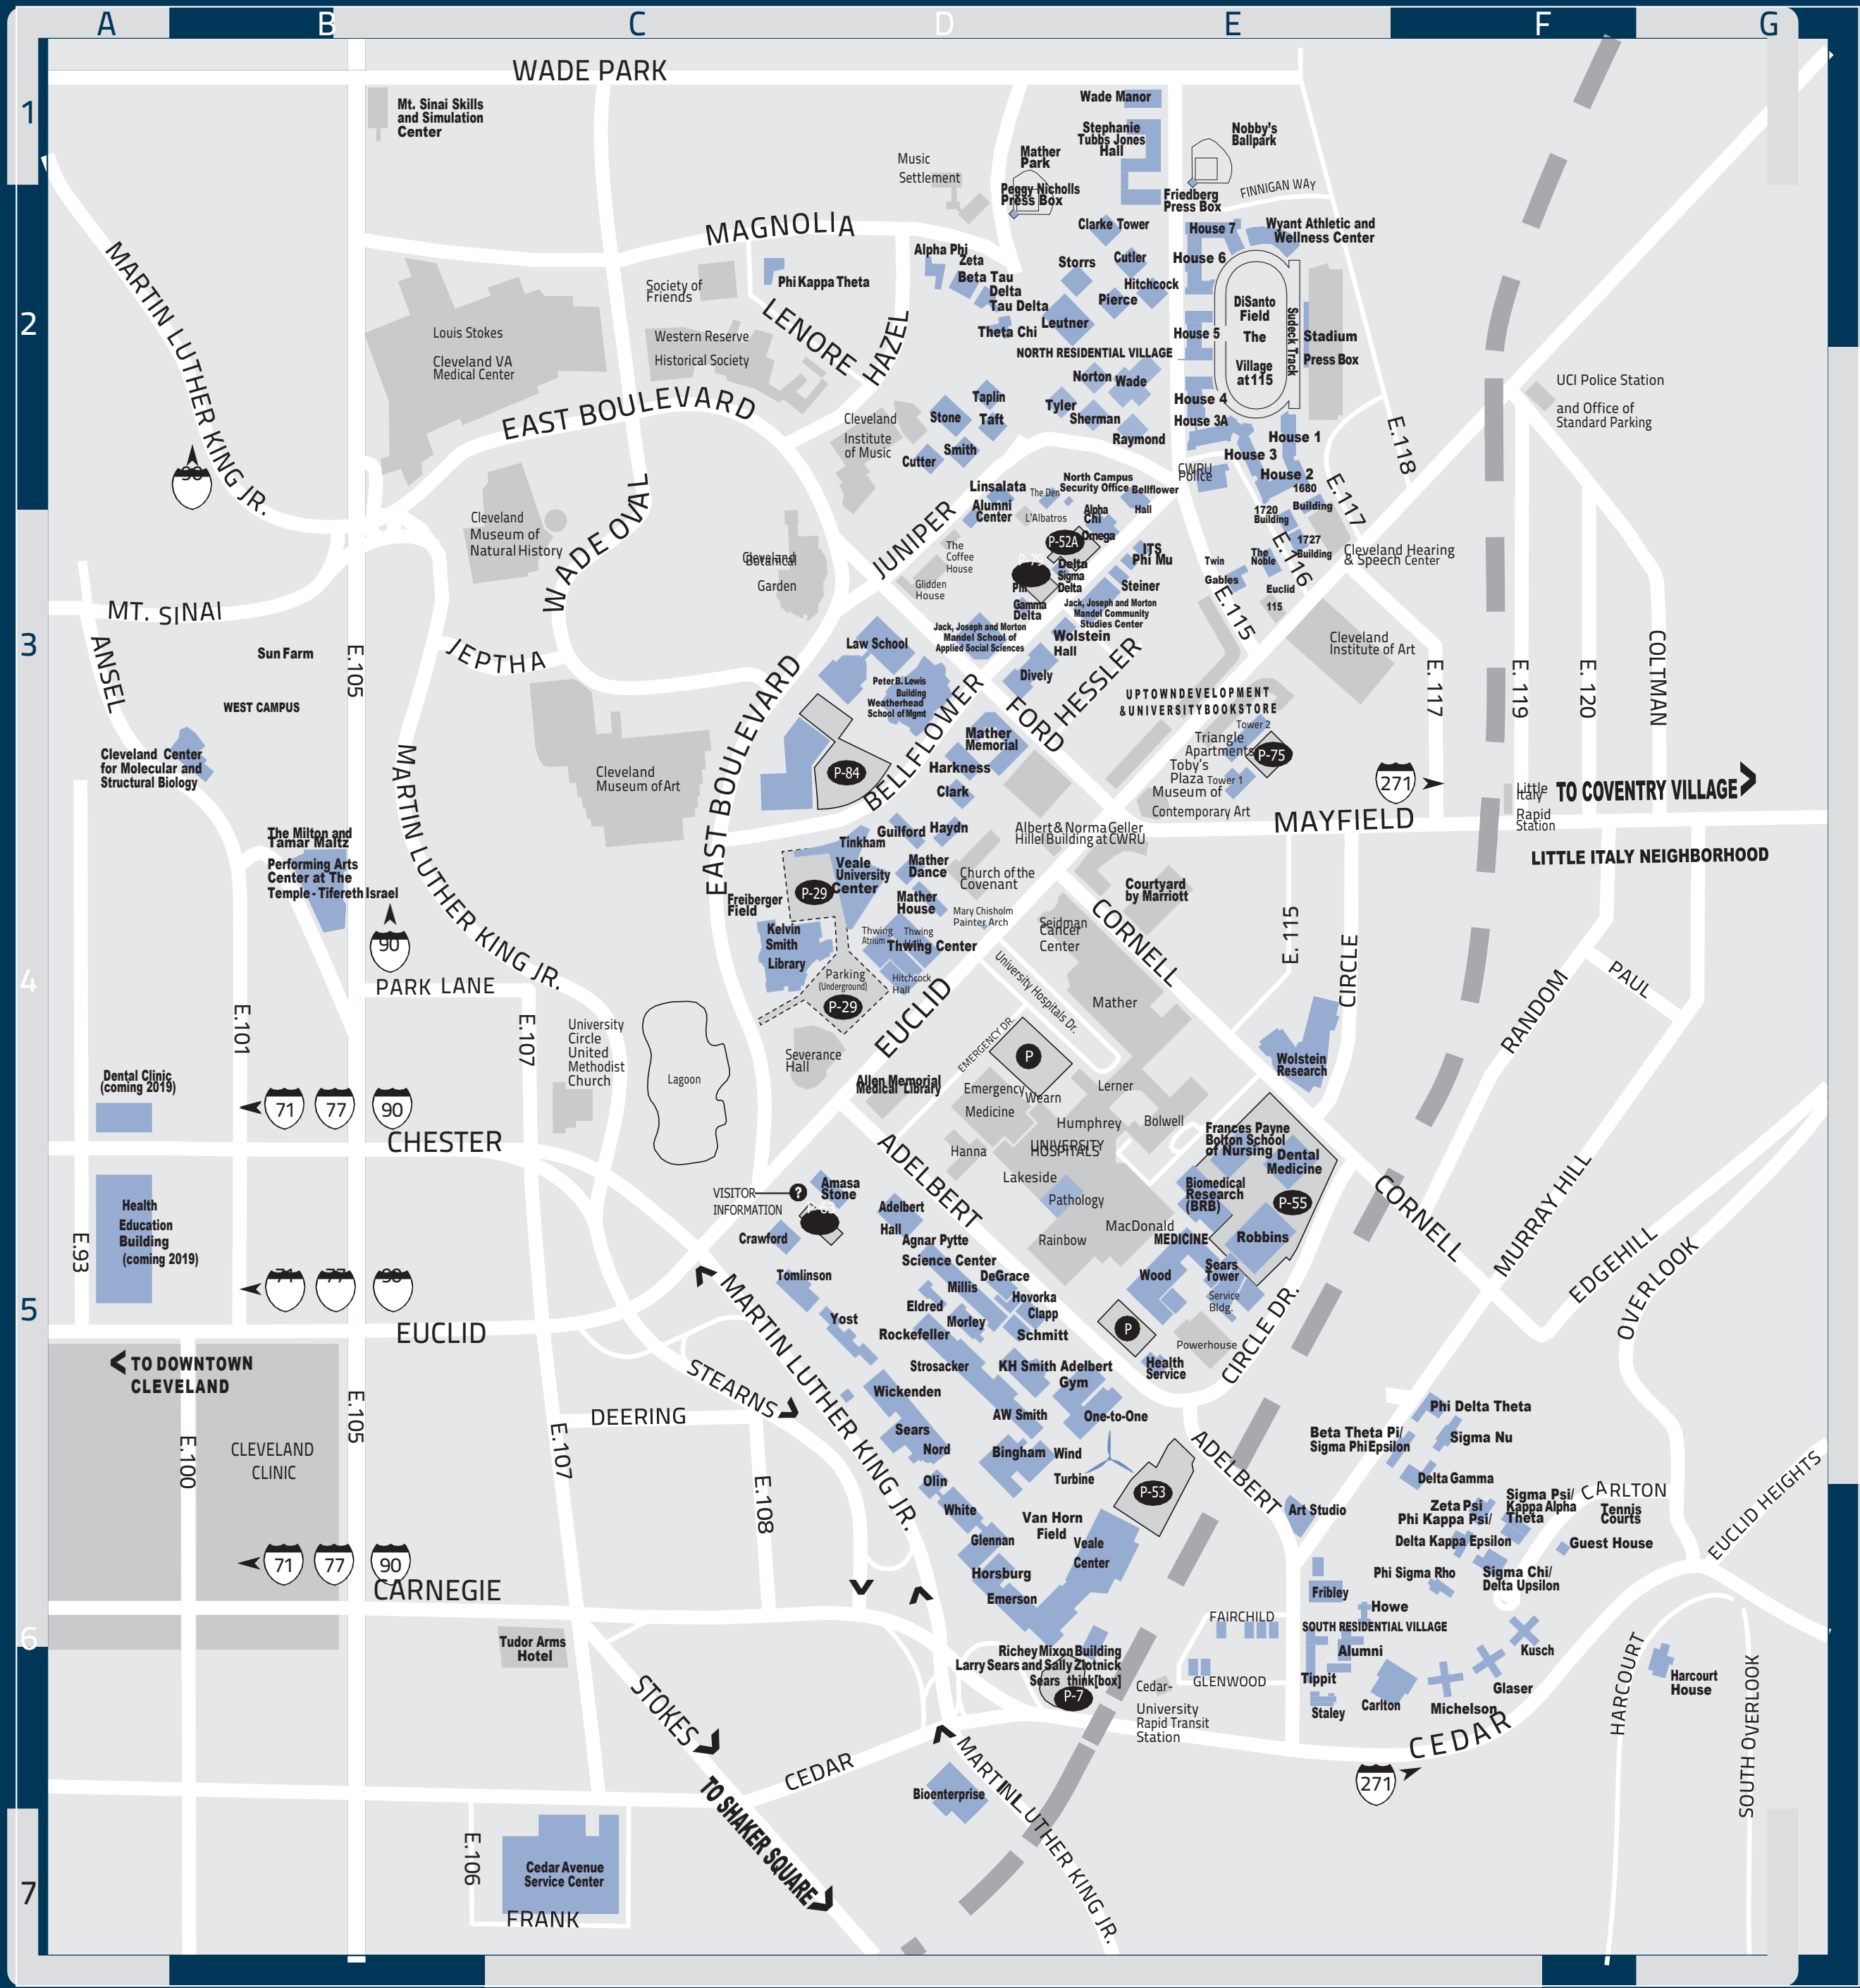 A
B
C
D
E
F
G
1
2
3
4
5
6
7
WADE PARK
Mt. Sinai Skills
and Simulation
Center
Music
Settlement
Mather
Park
Peggy Nicholls
Press Box
Wade Manor
Stephanie
Tubbs Jones
Hall
Nobby's
Ballpark
Friedberg
Press Box
FINNIGAN WAY
MAGNOLIA
Clarke Tower
House 7
Wyant Athletic and
Wellness Center
Alpha Phi
Zeta
Beta Tau
Delta
Tau Delta
Theta Chi
Phi Kappa Theta
Society of
Friends
Storrs
Cutler
Hitchcock
Pierce
Leutner
House 6
House 5
DiSanto
Field
The
Village
at 115
Sudeck Track
Stadium
Press Box
NORTH RESIDENTIAL VILLAGE
MARTIN LUTHER KING JR.
Louis Stokes
Cleveland VA
Medical Center
Western Reserve
Historical Society
LENORE
HAZEL
EAST BOULEVARD
Norton
Wade
Tyler
Sherman
Raymond
House 4
House 3A
House 1
House 3
House 2
Taplin
Stone
Taft
Smith
Cutter
Cleveland
Institute
of Music
UCI Police Station
and Office of
Standard Parking
E. 118
E. 117
90
CWRU
Police
1680
Building
1720
Building
1727
Building
E. 116
Linsalata
Alumni
Center
The Den
North Campus
Security Office
Bellflower
Hall
L'Albatros
Alpha
Chi
Omega
P-52A
P-79
Delta
Sigma
Delta
Phi
Gamma
Delta
ITS
Phi Mu
Steiner
Twin
Gables
The
Noble
Euclid
115
E. 115
Cleveland Hearing
& Speech Center
Cleveland
Institute of Art
JUNIPER
The
Coffee
House
Glidden
House
WADE OVAL
Cleveland
Museum of
Natural History
Cleveland
Botanical
Garden
MT. SINAI
ANSEL
E. 105
Sun Farm
WEST CAMPUS
JEPTHA
Law School
Jack, Joseph and Morton
Mandel School of
Applied Social Sciences
Jack, Joseph and Morton
Mandel Community
Studies Center
Wolstein
Hall
Dively
HESSLER
FORD
Peter B. Lewis
Building
Weatherhead
School of Mgmt
BELLFLOWER
EAST BOULEVARD
UPTOWN DEVELOPMENT
& UNIVERSITY BOOKSTORE
Tower 2
Triangle
Apartments
Toby's
Plaza
Tower 1
Museum of
Contemporary Art
P-75
E. 117
E. 119
E. 120
COLTMAN
271
Little
Italy
Rapid
Station
TO COVENTRY VILLAGE
MAYFIELD
LITTLE ITALY NEIGHBORHOOD
Cleveland Center
for Molecular and
Structural Biology
Cleveland
Museum of Art
P-84
Mather
Memorial
Harkness
Clark
MARTIN LUTHER KING JR.
The Milton and
Tamar Maltz
Performing Arts
Center at The
Temple - Tifereth Israel
90
Guilford
Haydn
Tinkham
Veale
University
Center
P-29
Freiberger
Field
Mather
Dance
Mather
House
Albert & Norma Geller
Hillel Building at CWRU
Church of the
Covenant
Mary Chisholm
Painter Arch
Courtyard
by Marriott
Seidman
Cancer
Center
CORNELL
E. 115
CIRCLE
Kelvin
Smith
Library
Thwing
Atrium
Thwing
Hall
Thwing Center
Hitchcock
Hall
Parking
(Underground)
P-29
EUCLID
University Hospitals Dr.
EMERGENCY DR.
P
Mather
Severance
Hall
Allen Memorial
Medical Library
Emergency
Medicine
Wearn
Lerner
Humphrey
Bolwell
UNIVERSITY
HOSPITALS
Hanna
Lakeside
Pathology
MacDonald
Rainbow
Wolstein
Research
RANDOM
PAUL
PARK LANE
E. 101
E. 107
University
Circle
United
Methodist
Church
Lagoon
Dental Clinic
(coming 2019)
71
77
90
CHESTER
Frances Payne
Bolton School
of Nursing
Dental
Medicine
Biomedical
Research
(BRB)
P-55
MEDICINE
Robbins
Wood
Sears
Tower
Service
Bldg.
Powerhouse
P
Health
Service
CIRCLE DR.
CORNELL
MURRAY HILL
EDGEHILL
OVERLOOK
ADELBERT
VISITOR
INFORMATION
?
Amasa
Stone
Crawford
Adelbert
Hall
Agnar Pytte
Science Center
Tomlinson
DeGrace
Millis
Hovorka
Clapp
Eldred
Morley
Schmitt
Rockefeller
Yost
Strosacker
KH Smith
Adelbert
Gym
Wickenden
AW Smith
One-to-One
Sears
Nord
Bingham
Wind
Turbine
Olin
White
P-53
Van Horn
Field
Veale
Center
Glennan
Horsburg
Emerson
Health
Education
Building
(coming 2019)
E. 93
71
77
90
EUCLID
TO DOWNTOWN
CLEVELAND
CLEVELAND
CLINIC
E. 100
E. 105
STEARNS
DEERING
E. 107
E. 108
MARTIN LUTHER KING JR.
71
77
90
CARNEGIE
Tudor Arms
Hotel
ADELBERT
Art Studio
Beta Theta Pi/
Sigma Phi Epsilon
Phi Delta Theta
Sigma Nu
Delta Gamma
Zeta Psi
Phi Kappa Psi/
Delta Kappa Epsilon
Sigma Psi/
Kappa Alpha
Theta
CARLTON
Tennis
Courts
Guest House
Phi Sigma Rho
Sigma Chi/
Delta Upsilon
EUCLID HEIGHTS
Fribley
Howe
FAIRCHILD
SOUTH RESIDENTIAL VILLAGE
Alumni
Kusch
Tippit
Glaser
Carlton
Michelson
Staley
GLENWOOD
Harcourt
House
HARCOURT
SOUTH OVERLOOK
Richey Mixon Building
Larry Sears and Sally Zlotnick
Sears think[box]
P-7
Cedar-
University
Rapid Transit
Station
CEDAR
271
STOKES
CEDAR
TO SHAKER SQUARE
Bioenterprise
MARTIN LUTHER KING JR.
E. 106
Cedar Avenue
Service Center
FRANK